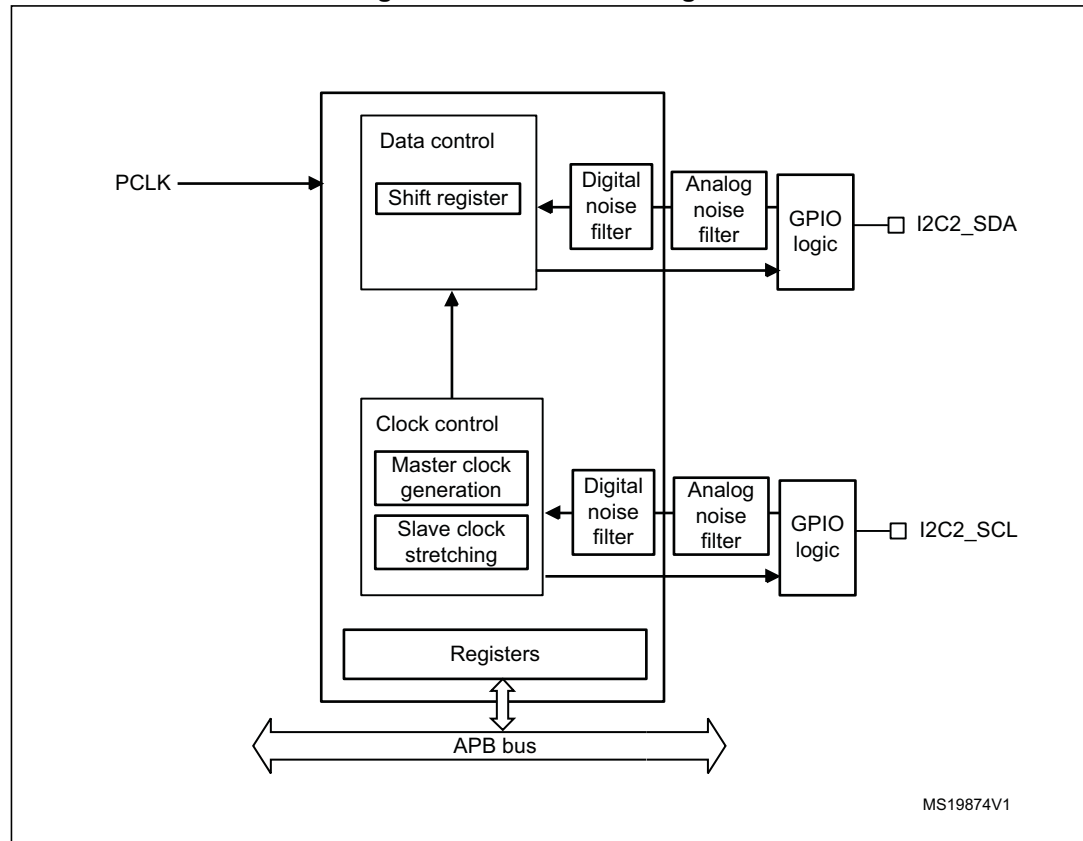 Data control
PCLK
Shift register
Digital
noise
filter
Analog
noise
filter
GPIO
logic
I2C2_SDA
Clock control
Master clock
generation
Slave clock
stretching
Digital
noise
filter
Analog
noise
filter
GPIO
logic
I2C2_SCL
Registers
APB bus
MS19874V1